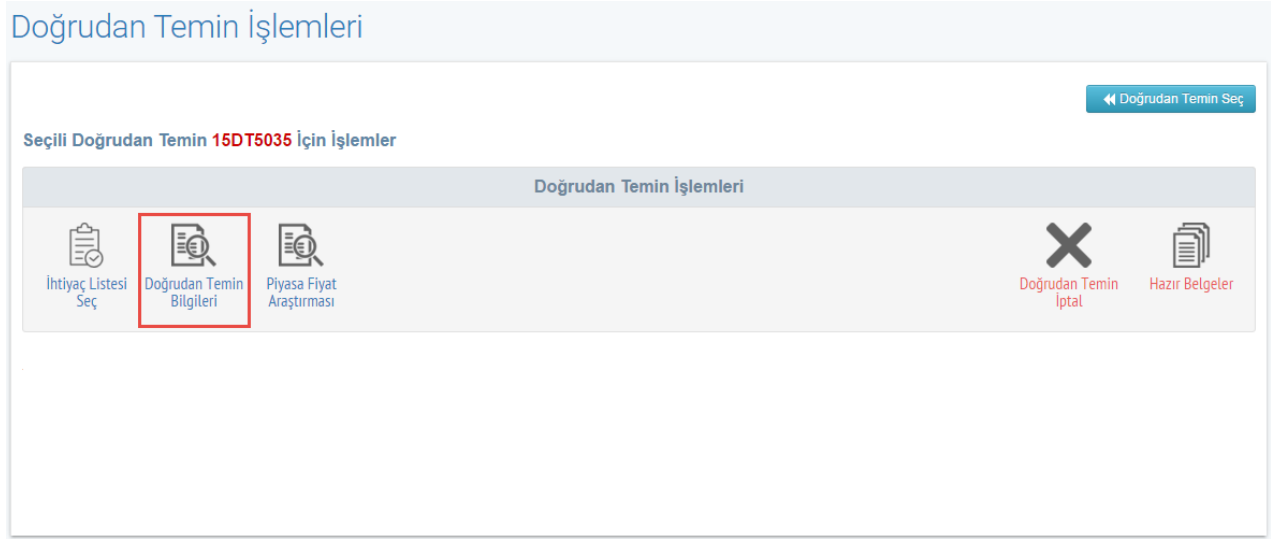 Doğrudan Temin İşlemleri
Doğrudan Temin Seç
Seçili Doğrudan Temin 15DT5035 İçin İşlemler
Doğrudan Temin İşlemleri
İhtiyaç Listesi
Seç
Doğrudan Temin
Bilgileri
Piyasa Fiyat
Araştırması
Doğrudan Temin
İptal
Hazır Belgeler